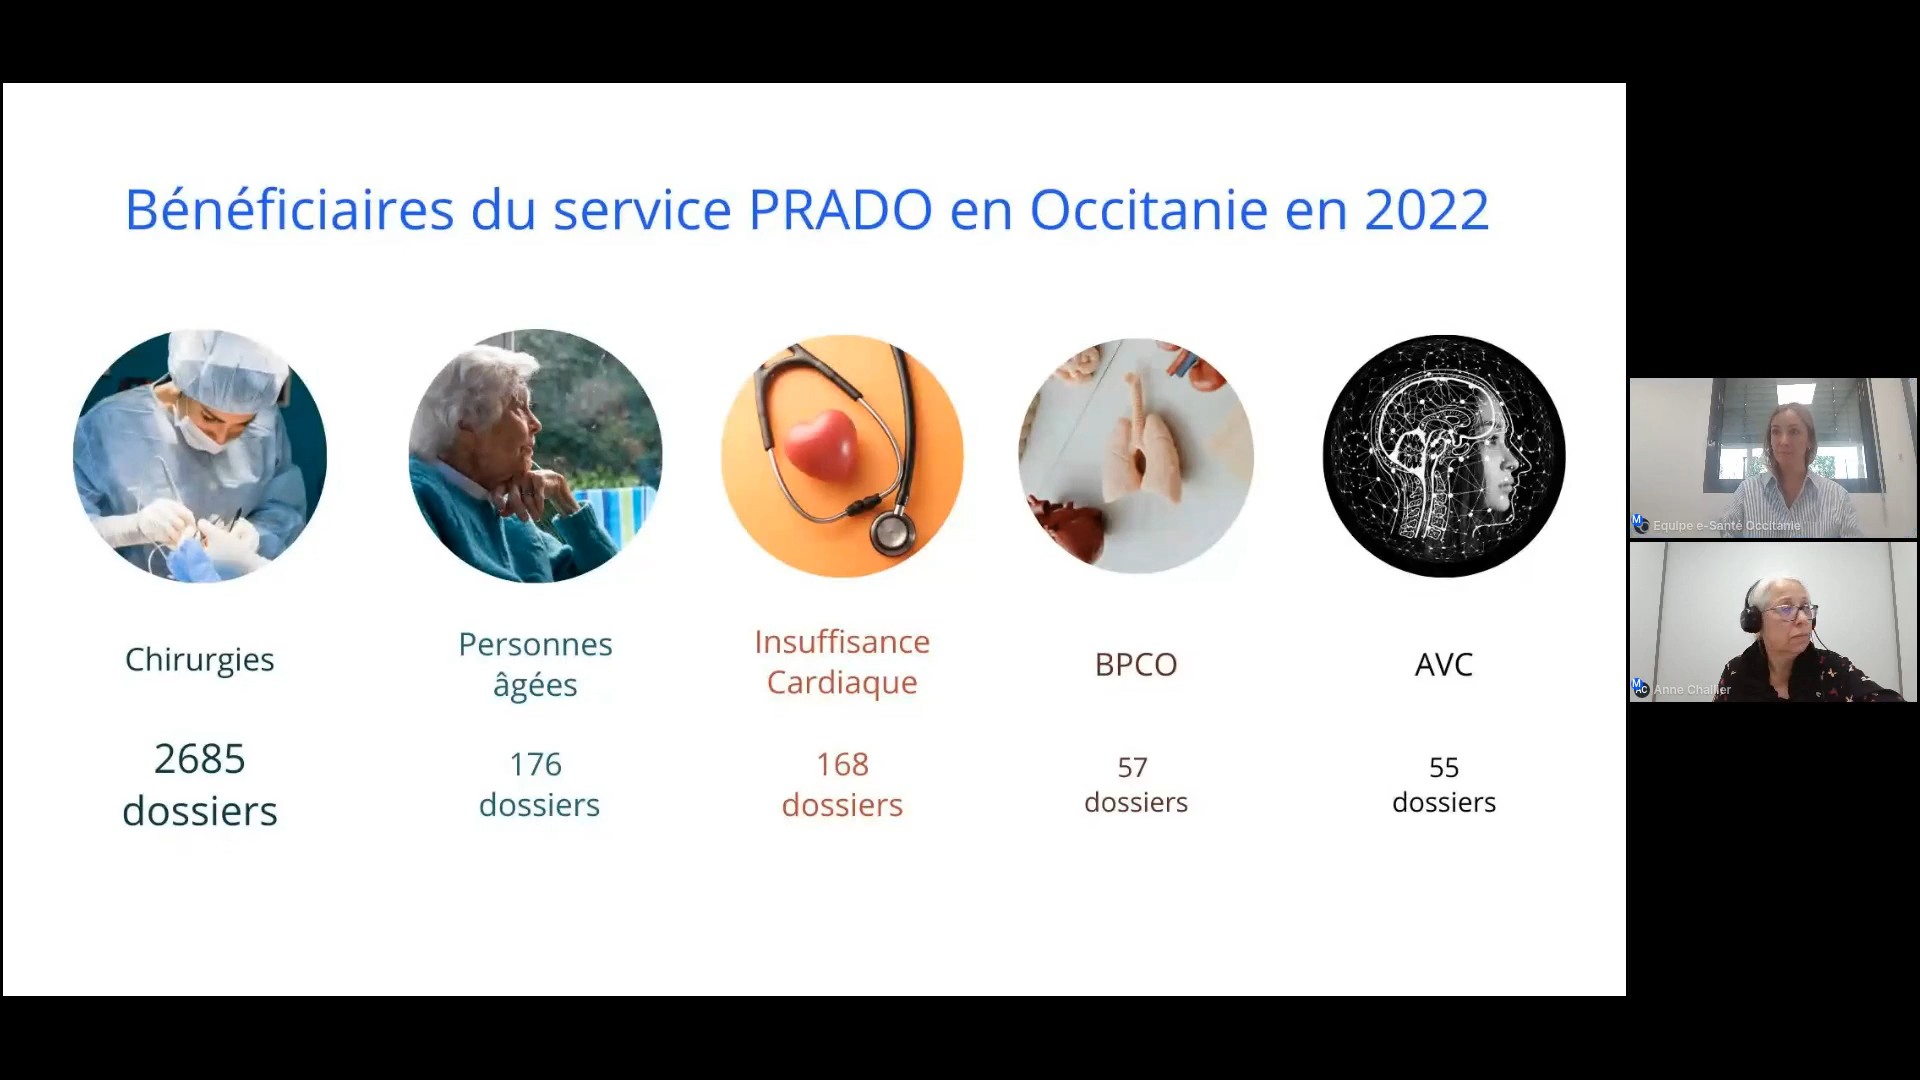 Bénéficiaires du service PRADO en Occitanie en 2022
Chirurgies
2685
dossiers
Personnes
âgées
176
dossiers
Insuffisance
Cardiaque
168
dossiers
BPCO
57
dossiers
AVC
55
dossiers
M
Equipe e-Santé Occitanie
M
AC
Anne Challier